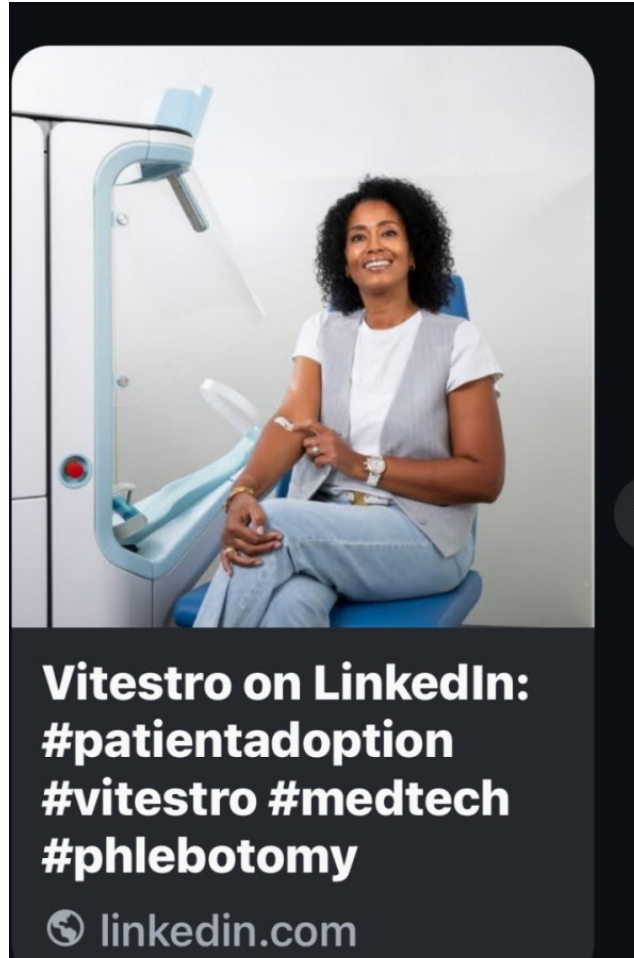 Vitestro on LinkedIn:
#patientadoption
#vitestro #medtech
#phlebotomy
linkedin.com